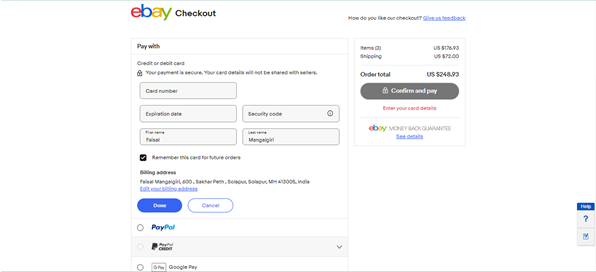 ebay Checkout
How do you like our checkout? Give us feedback
Pay with
Credit or debit card
Your payment is secure. Your card details will not be shared with sellers.
Card number
Expiration date
Security code
First name
Faisal
Last name
Mangalgiri
Remember this card for future orders
Billing address
Faisal Mangalgiri, 600 , Sakhar Peth , Solapur, Solapur, MH 413005, India
Edit your billing address
Done
Cancel
PayPal
PayPal
CREDIT
G Pay Google Pay
Items (3) US $176.93
Shipping US $72.00
Order total US $248.93
Confirm and pay
Enter your card details
ebay MONEY BACK GUARANTEE
See details
Help
?